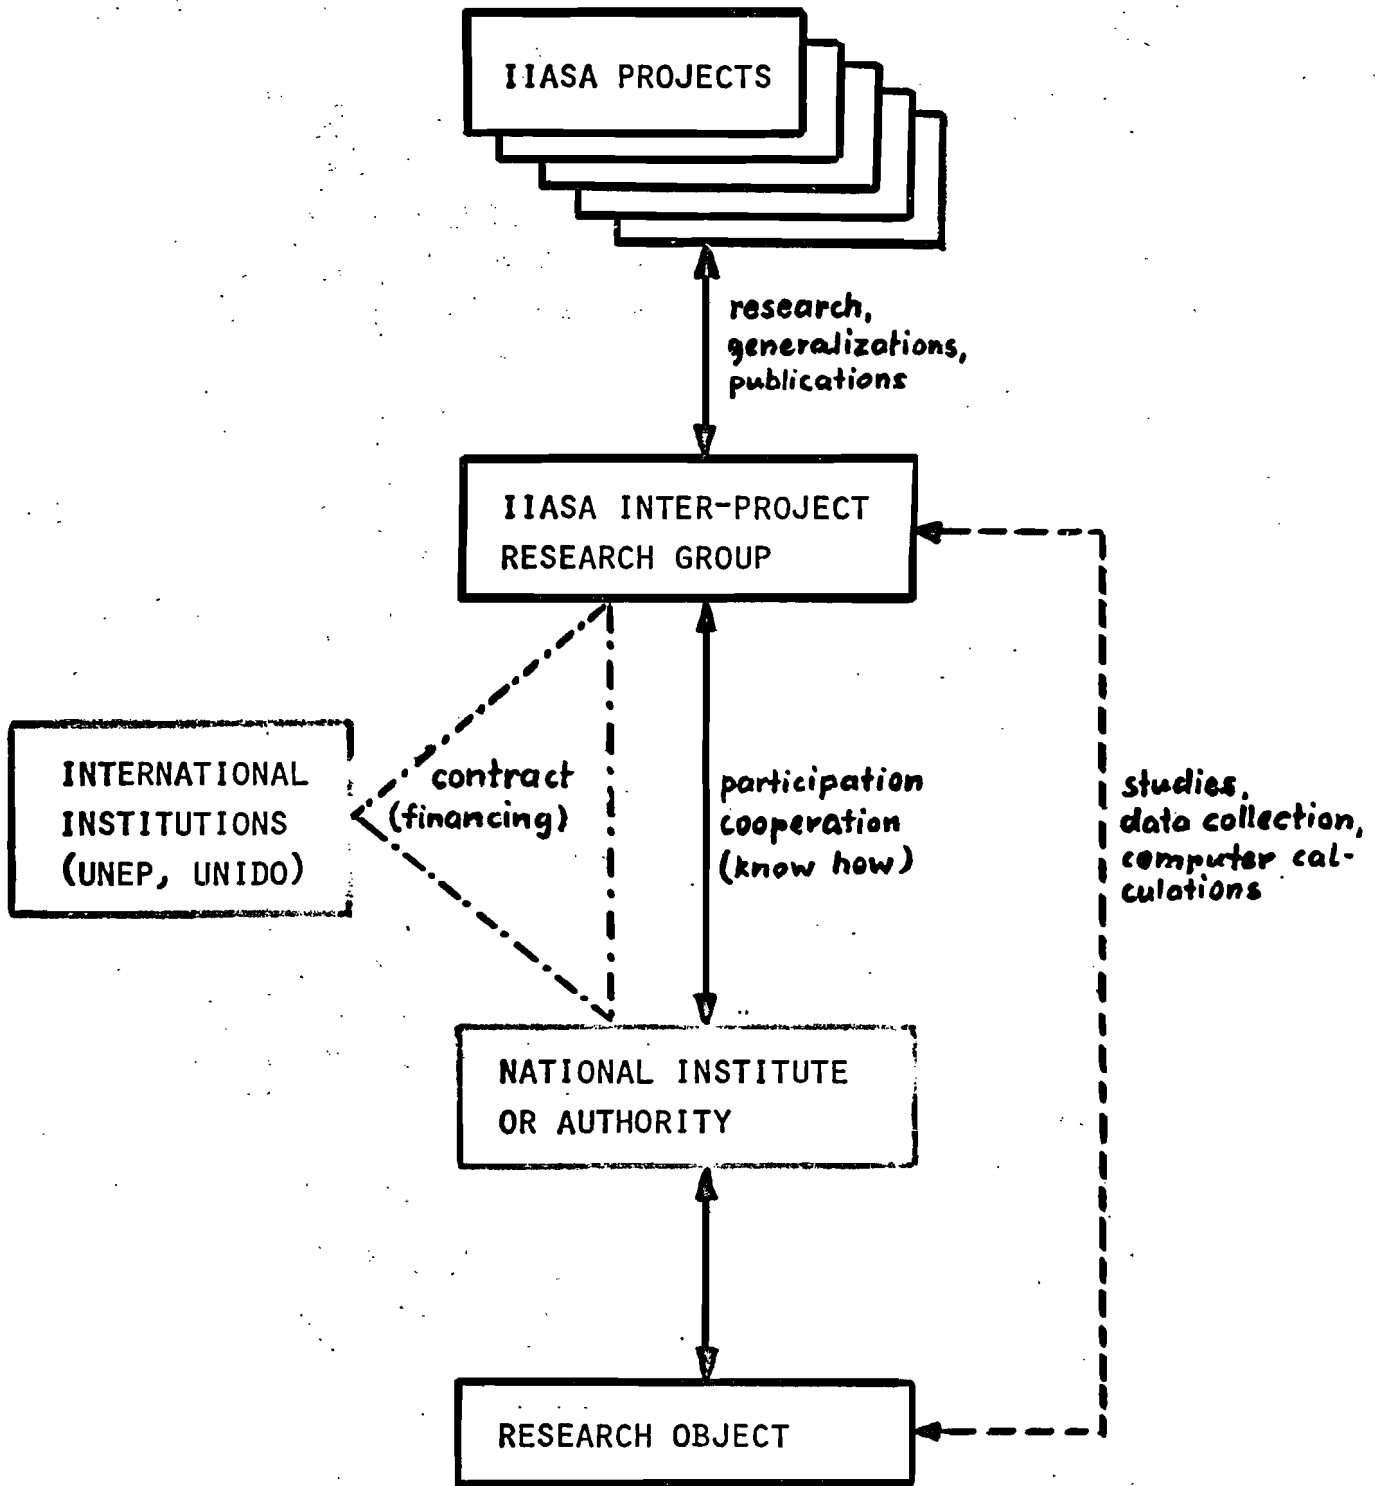 IIASA PROJECTS
research,
generalizations,
publications
IIASA INTER-PROJECT
RESEARCH GROUP
INTERNATIONAL
INSTITUTIONS
(UNEP, UNIDO)
contract
(financing)
participation
cooperation
(know how)
studies,
data collection,
computer cal-
culations
NATIONAL INSTITUTE
OR AUTHORITY
RESEARCH OBJECT